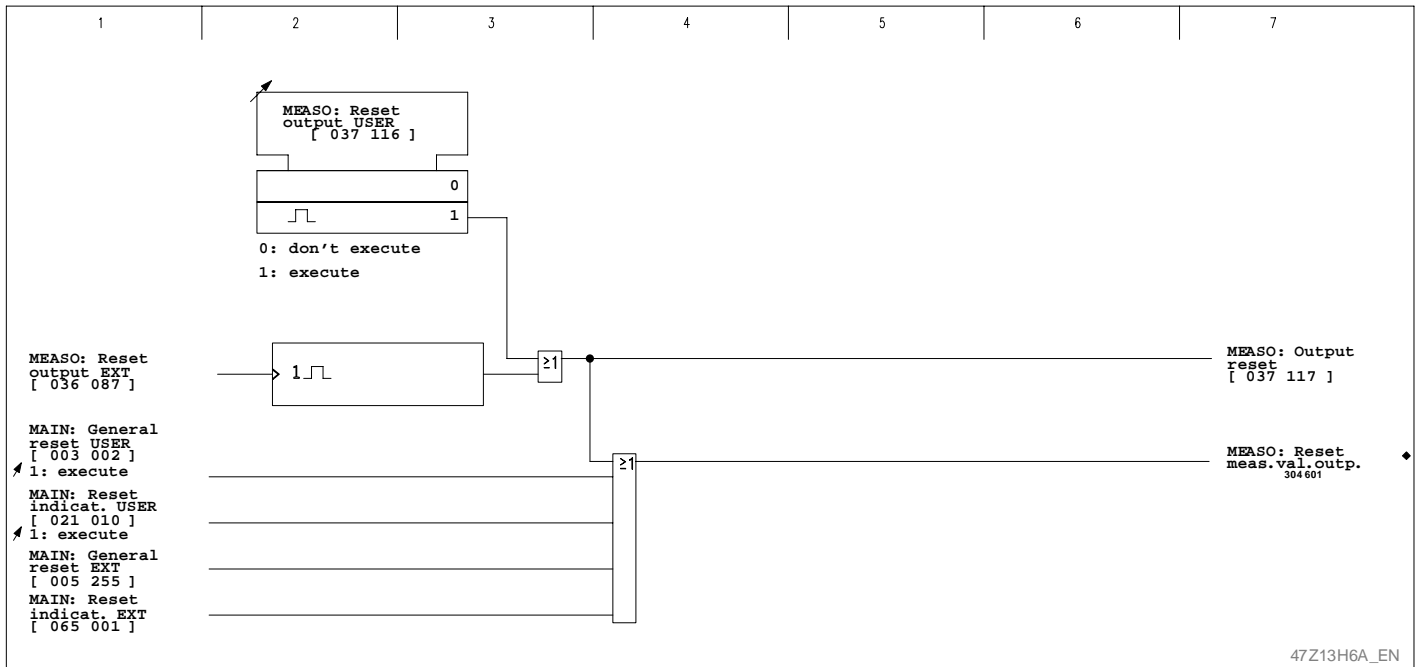 1 2 3 4 5 6 7
MEASO: Reset
output USER
[ 037 116 ]
0
1
0: don't execute
1: execute
MEASO: Reset
output EXT
[ 036 087 ]
1
≥1
MEASO: Output
reset
[ 037 117 ]
MAIN: General
reset USER
[ 003 002 ]
1: execute
≥1
MEASO: Reset
meas.val.outp.
304 601
MAIN: Reset
indicat. USER
[ 021 010 ]
1: execute
MAIN: General
reset EXT
[ 005 255 ]
MAIN: Reset
indicat. EXT
[ 065 001 ]
47Z13H6A_EN